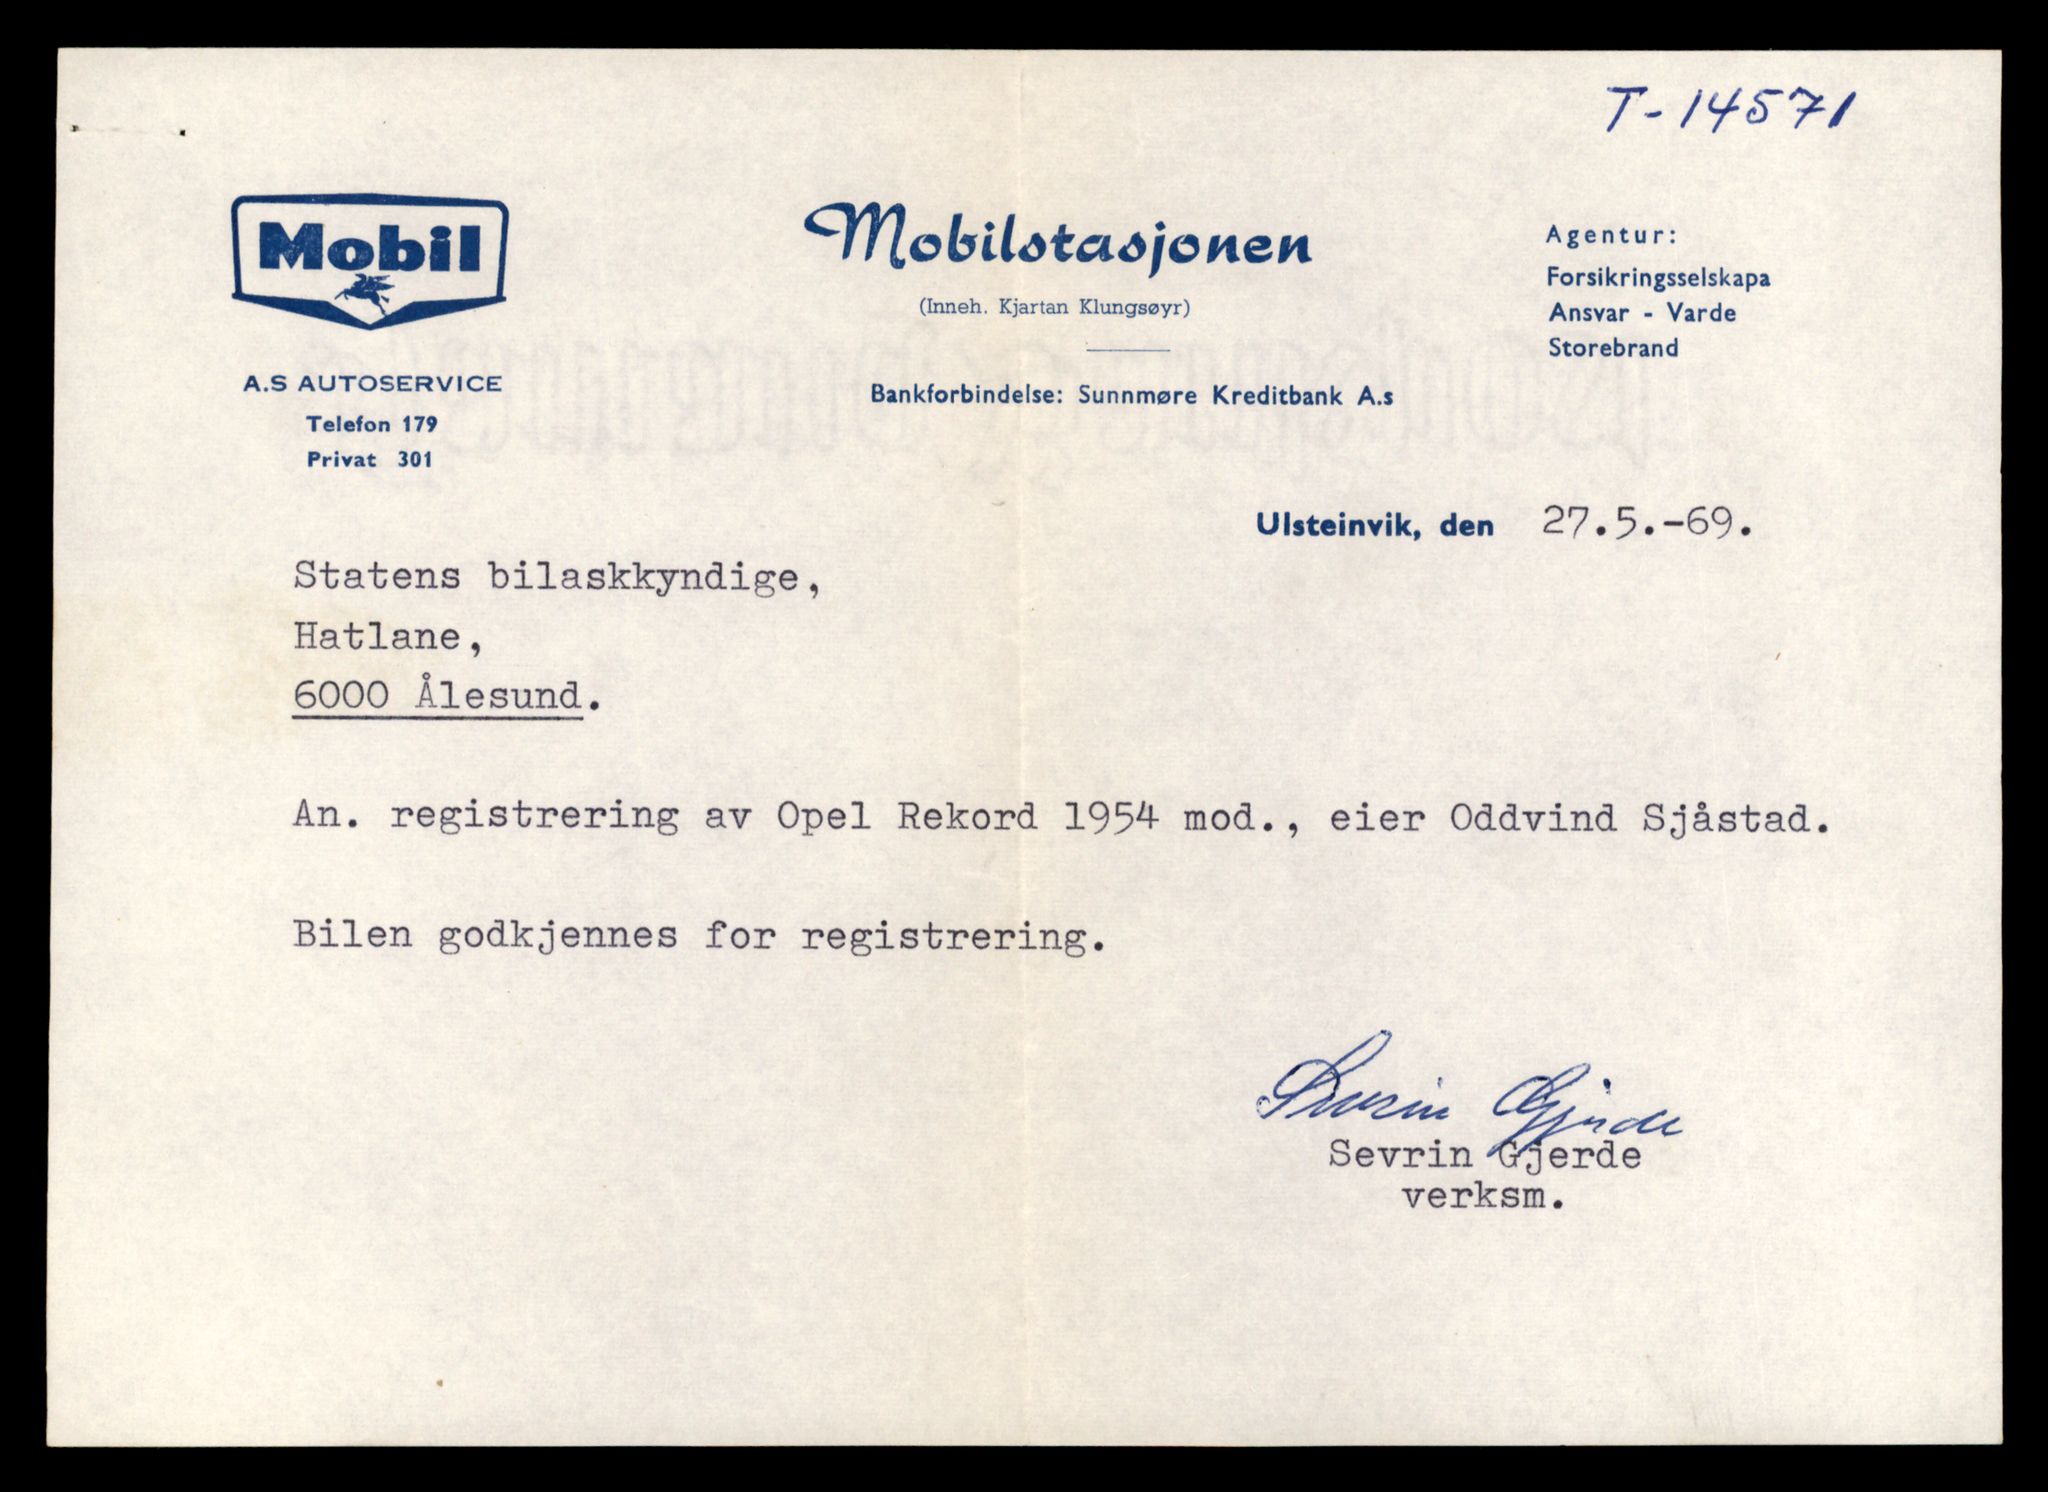 T-14571
Mobil
A.S AUTOSERVICE
Telefon 179
Privat 301
Mobilstasjonen
(Inneh. Kjartan Klungsøyr)
Bankforbindelse: Sunnmøre Kreditbank A.s
Agentur:
Forsikringsselskapa
Ansvar - Varde
Storebrand
Ulsteinvik, den 27.5.-69.
Statens bilaskkyndige,
Hatlane,
6000 Ålesund.
An. registrering av Opel Rekord 1954 mod., eier Oddvind Sjåstad.
Bilen godkjennes for registrering.
Sevrin Gjerde
Sevrin Gjerde
verksm.